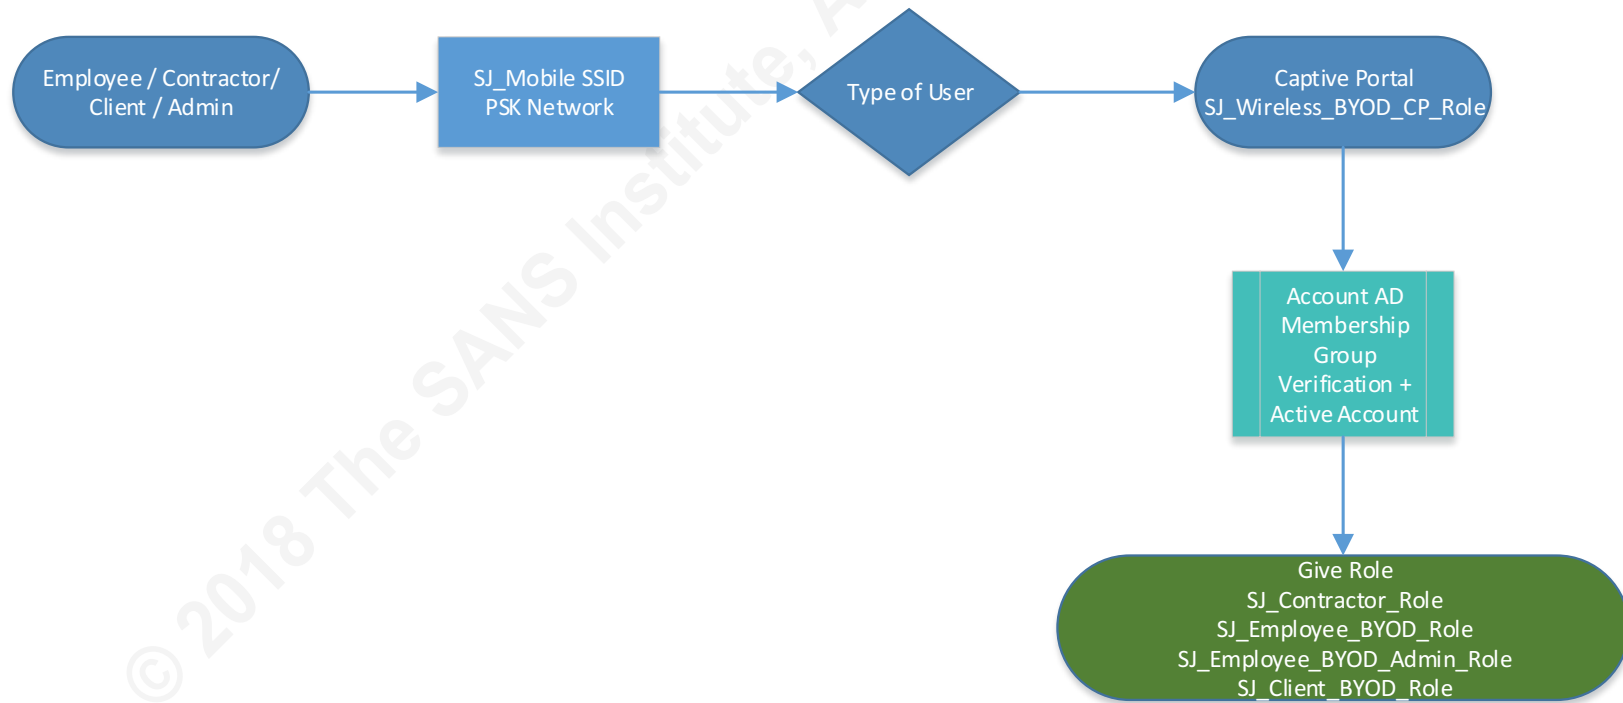 Employee / Contractor/
Client / Admin
SJ_Mobile SSID
PSK Network
Type of User
Captive Portal
SJ_Wireless_BYOD_CP_Role
Account AD
Membership
Group
Verification +
Active Account
Give Role
SJ_Contractor_Role
SJ_Employee_BYOD_Role
SJ_Employee_BYOD_Admin_Role
SJ_Client_BYOD_Role
© 2018 The SANS Institute, A